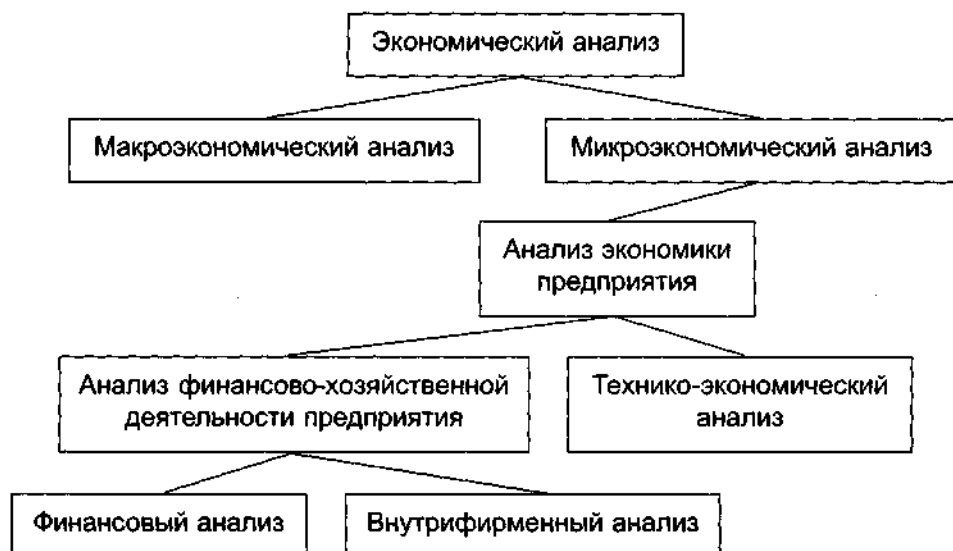 Экономический анализ
Макроэкономический анализ
Микроэкономический анализ
Анализ экономики
предприятия
Анализ финансово-хозяйственной
деятельности предприятия
Технико-экономический
анализ
Финансовый анализ
Внутрифирменный анализ